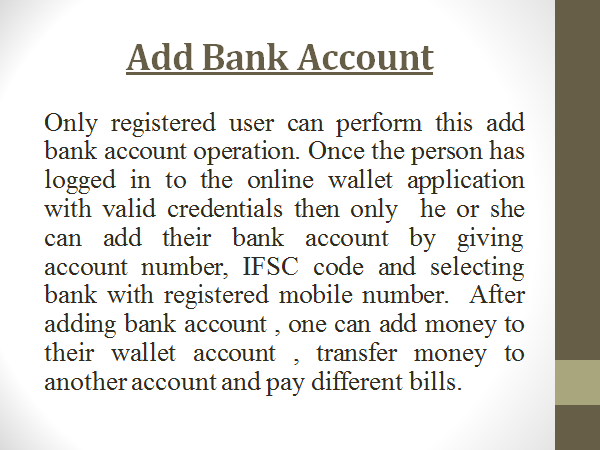 Add Bank Account
Only registered user can perform this add
bank account operation. Once the person has
logged in to the online wallet application
with valid credentials then only he or she
can add their bank account by giving
account number, IFSC code and selecting
bank with registered mobile number. After
adding bank account , one can add money to
their wallet account , transfer money to
another account and pay different bills.